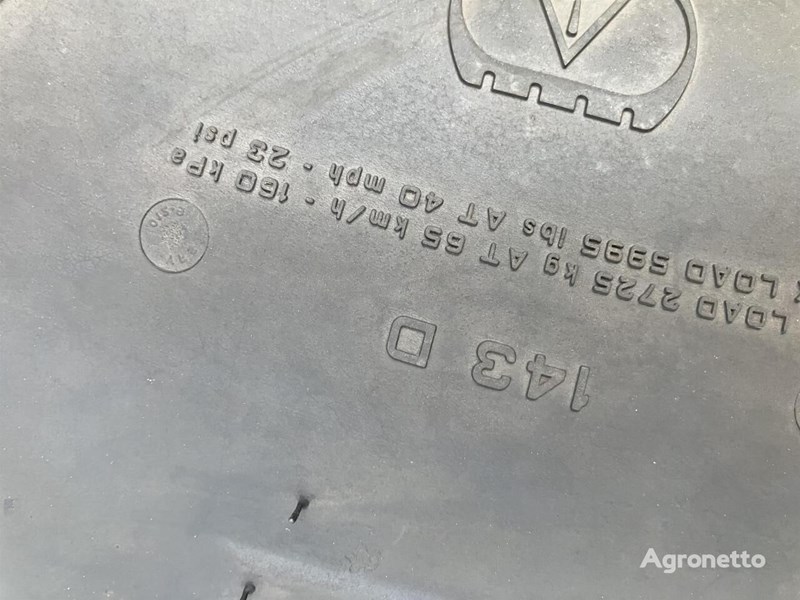 143 D
LOAD 2725 kg AT 65 km/h - 160 kPa
LOAD 5995 lbs AT 40 mph - 23 psi
Agronetto